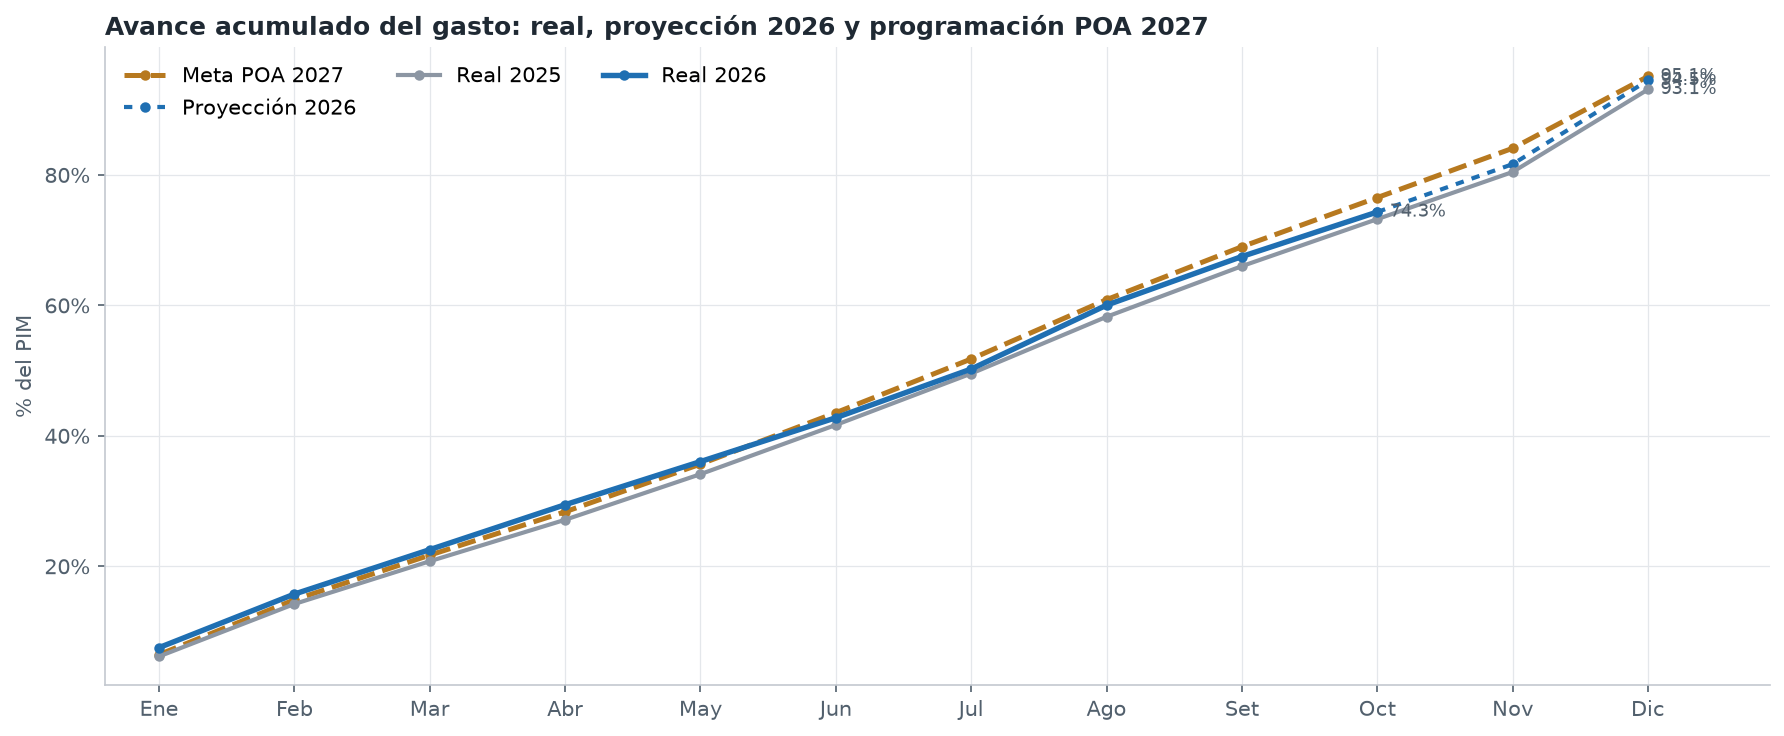 Avance acumulado del gasto: real, proyección 2026 y programación POA 2027
Meta POA 2027
Real 2025
Real 2026
Proyección 2026
95.1%
93.1%
74.3%
80%
60%
40%
20%
% del PIM
Ene
Feb
Mar
Abr
May
Jun
Jul
Ago
Set
Oct
Nov
Dic